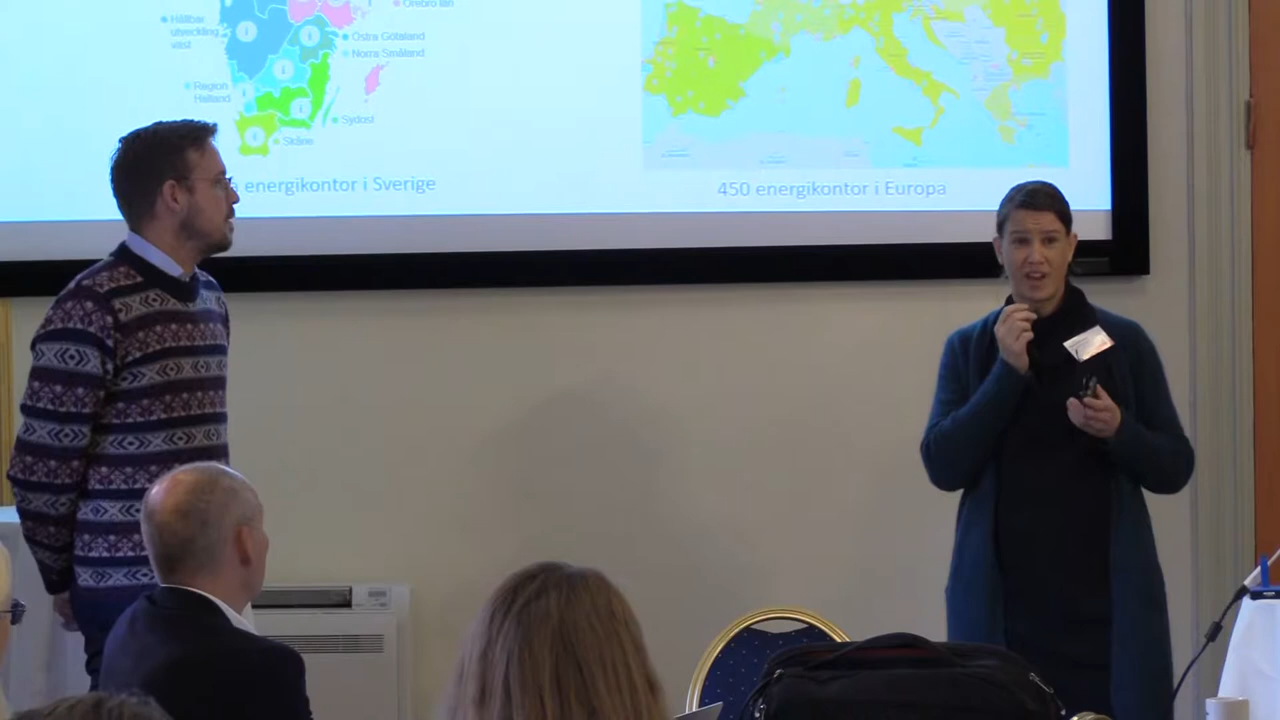 Örebro län
Hållbar
utveckling
väst
Östra Götaland
Norra Småland
Region
Halland
Sydost
Skåne
energikontor i Sverige
450 energikontor i Europa